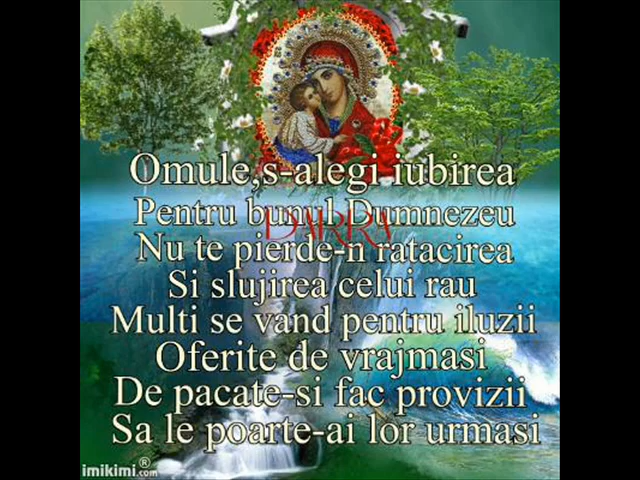 Omule,s-alegi iubirea
Pentru bunul Dumnezeu
DARRA
Nu te pierde-n ratacirea
Si slujirea celui rau
Multi se vand pentru iluzii
Oferite de vrajmasi
De pacate-si fac provizii
Sa le poarte-ai lor urmasi
imikimi.com®